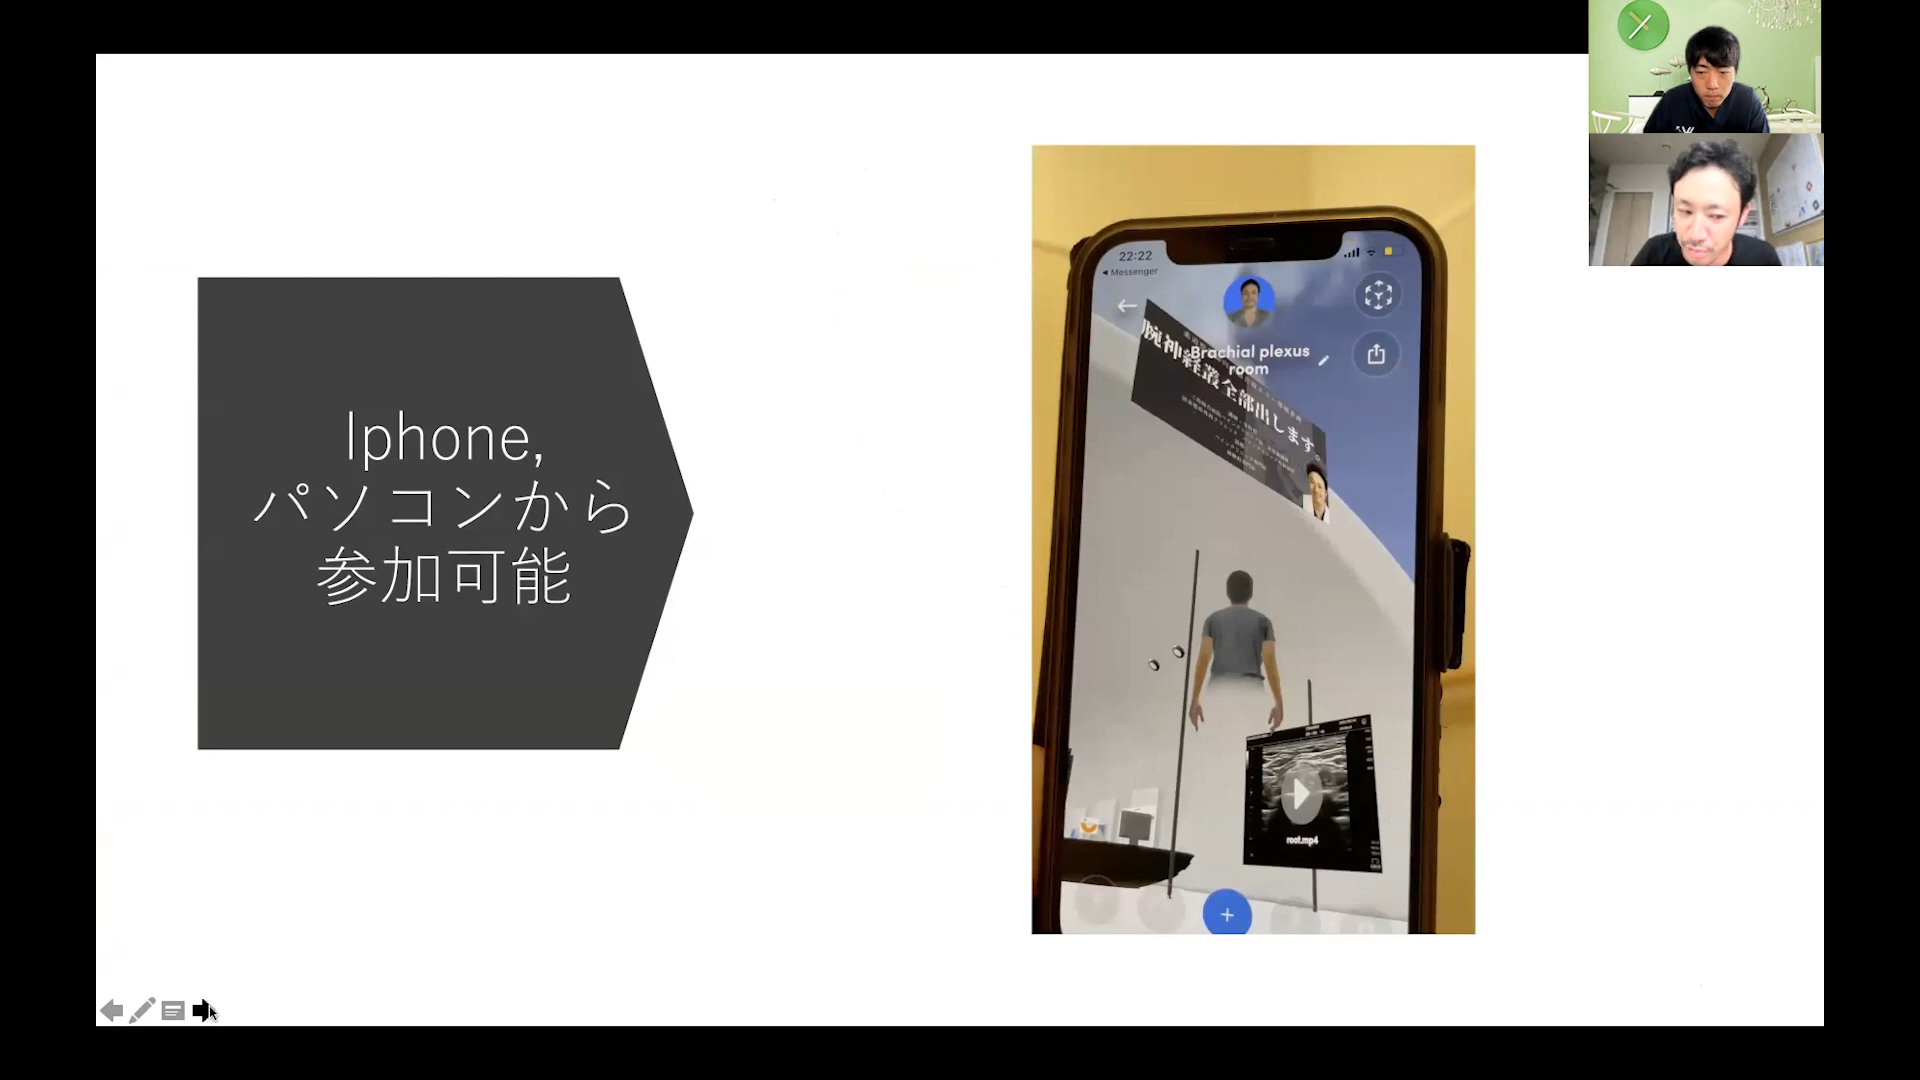 Iphone,
パソコンから
参加可能
22:22
Messenger
Brachial plexus
room
腕神経叢全部出します。
root.mp4